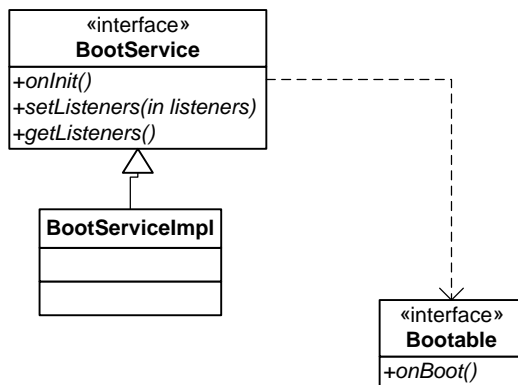 «interface»
BootService
+onInit()
+setListeners(in listeners)
+getListeners()
BootServiceImpl
«interface»
Bootable
+onBoot()